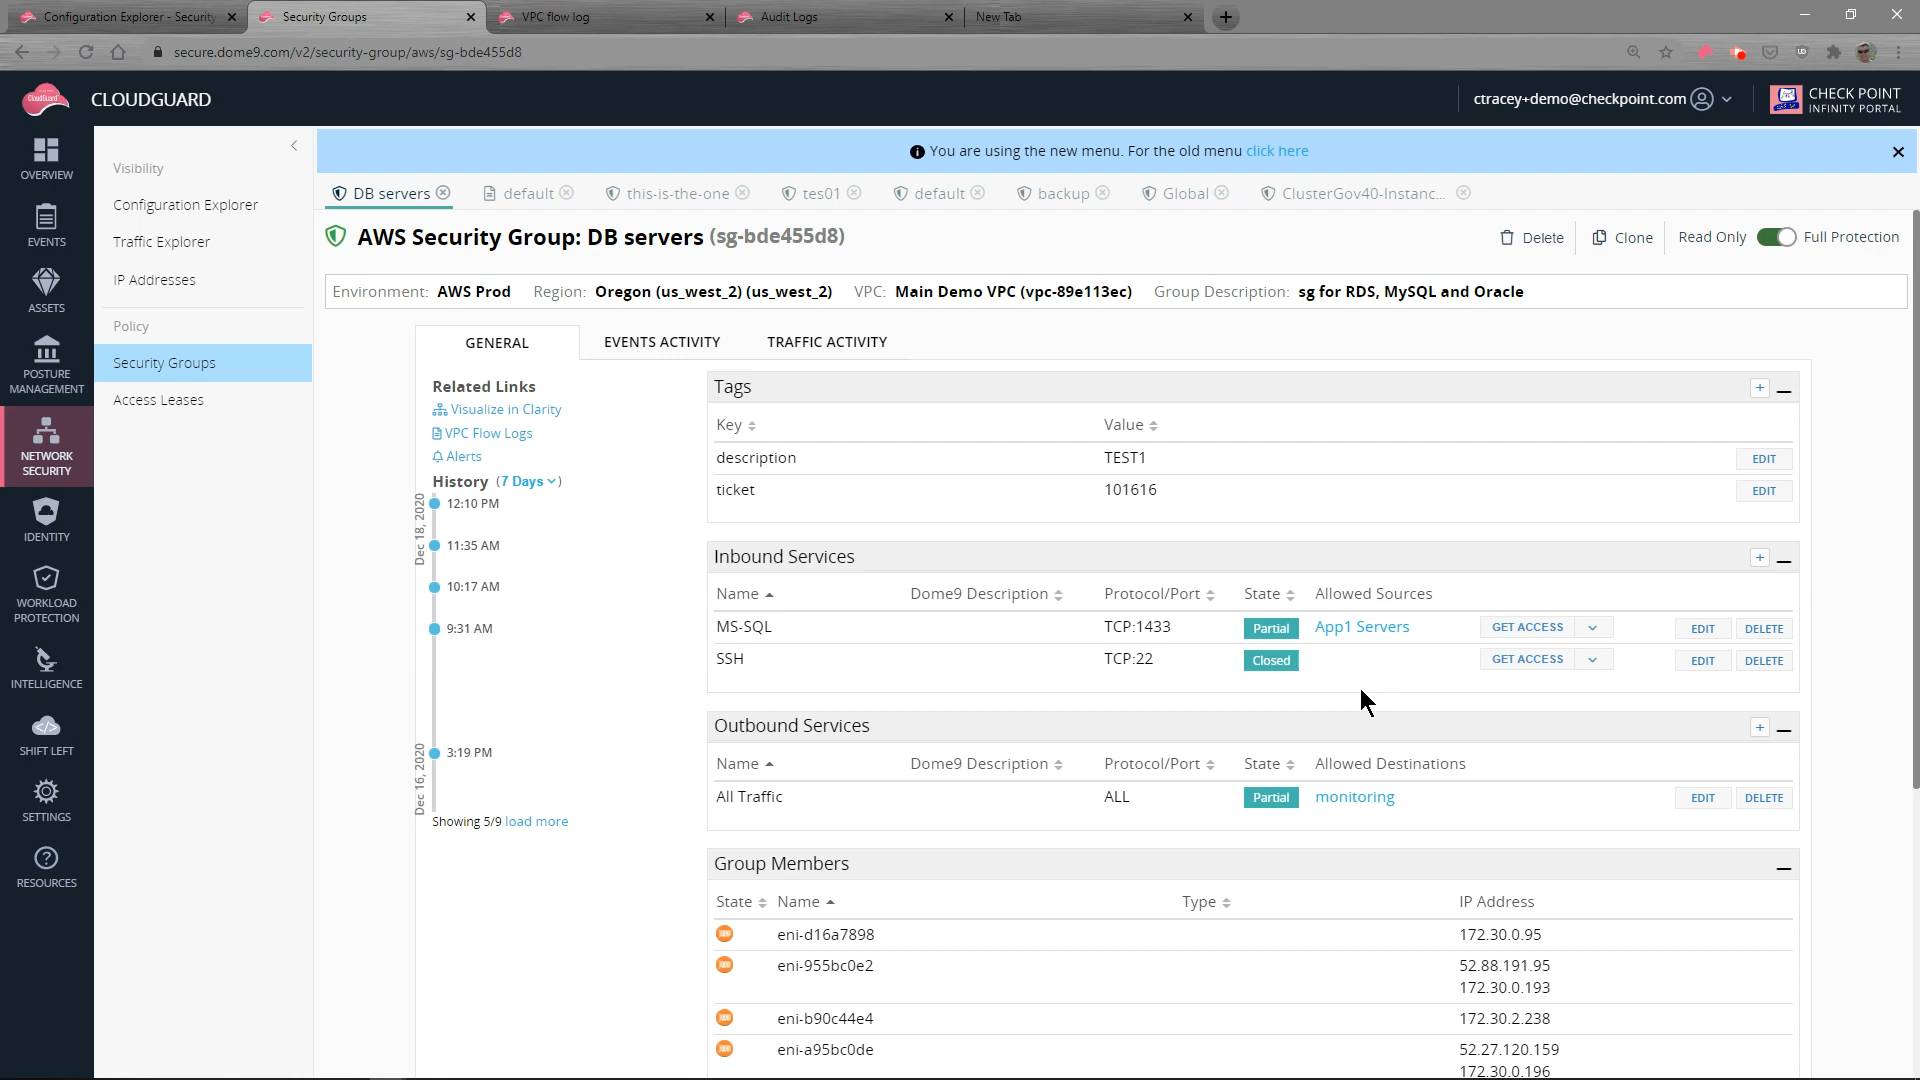 Configuration Explorer - Security
Security Groups
VPC flow log
Audit Logs
New Tab
secure.dome9.com/v2/security-group/aws/sg-bde455d8
CloudGuard
CLOUDGUARD
ctracey+demo@checkpoint.com
CHECK POINT
INFINITY PORTAL
You are using the new menu. For the old menu click here
OVERVIEW
EVENTS
ASSETS
POSTURE
MANAGEMENT
NETWORK
SECURITY
IDENTITY
WORKLOAD
PROTECTION
INTELLIGENCE
SHIFT LEFT
SETTINGS
RESOURCES
Visibility
Configuration Explorer
Traffic Explorer
IP Addresses
Policy
Security Groups
Access Leases
DB servers
default
this-is-the-one
tes01
default
backup
Global
ClusterGov40-Instanc...
AWS Security Group: DB servers (sg-bde455d8)
Delete
Clone
Read Only
Full Protection
Environment: AWS Prod Region: Oregon (us_west_2) (us_west_2) VPC: Main Demo VPC (vpc-89e113ec) Group Description: sg for RDS, MySQL and Oracle
GENERAL
EVENTS ACTIVITY
TRAFFIC ACTIVITY
Related Links
Visualize in Clarity
VPC Flow Logs
Alerts
History (7 Days)
Dec 18, 2020
12:10 PM
11:35 AM
10:17 AM
9:31 AM
Dec 16, 2020
3:19 PM
Showing 5/9 load more
Tags
Key Value
description TEST1 EDIT
ticket 101616 EDIT
Inbound Services
Name Dome9 Description Protocol/Port State Allowed Sources
MS-SQL TCP:1433 Partial App1 Servers GET ACCESS EDIT DELETE
SSH TCP:22 Closed GET ACCESS EDIT DELETE
Outbound Services
Name Dome9 Description Protocol/Port State Allowed Destinations
All Traffic ALL Partial monitoring EDIT DELETE
Group Members
State Name Type IP Address
eni-d16a7898 172.30.0.95
eni-955bc0e2 52.88.191.95
172.30.0.193
eni-b90c44e4 172.30.2.238
eni-a95bc0de 52.27.120.159
172.30.0.196